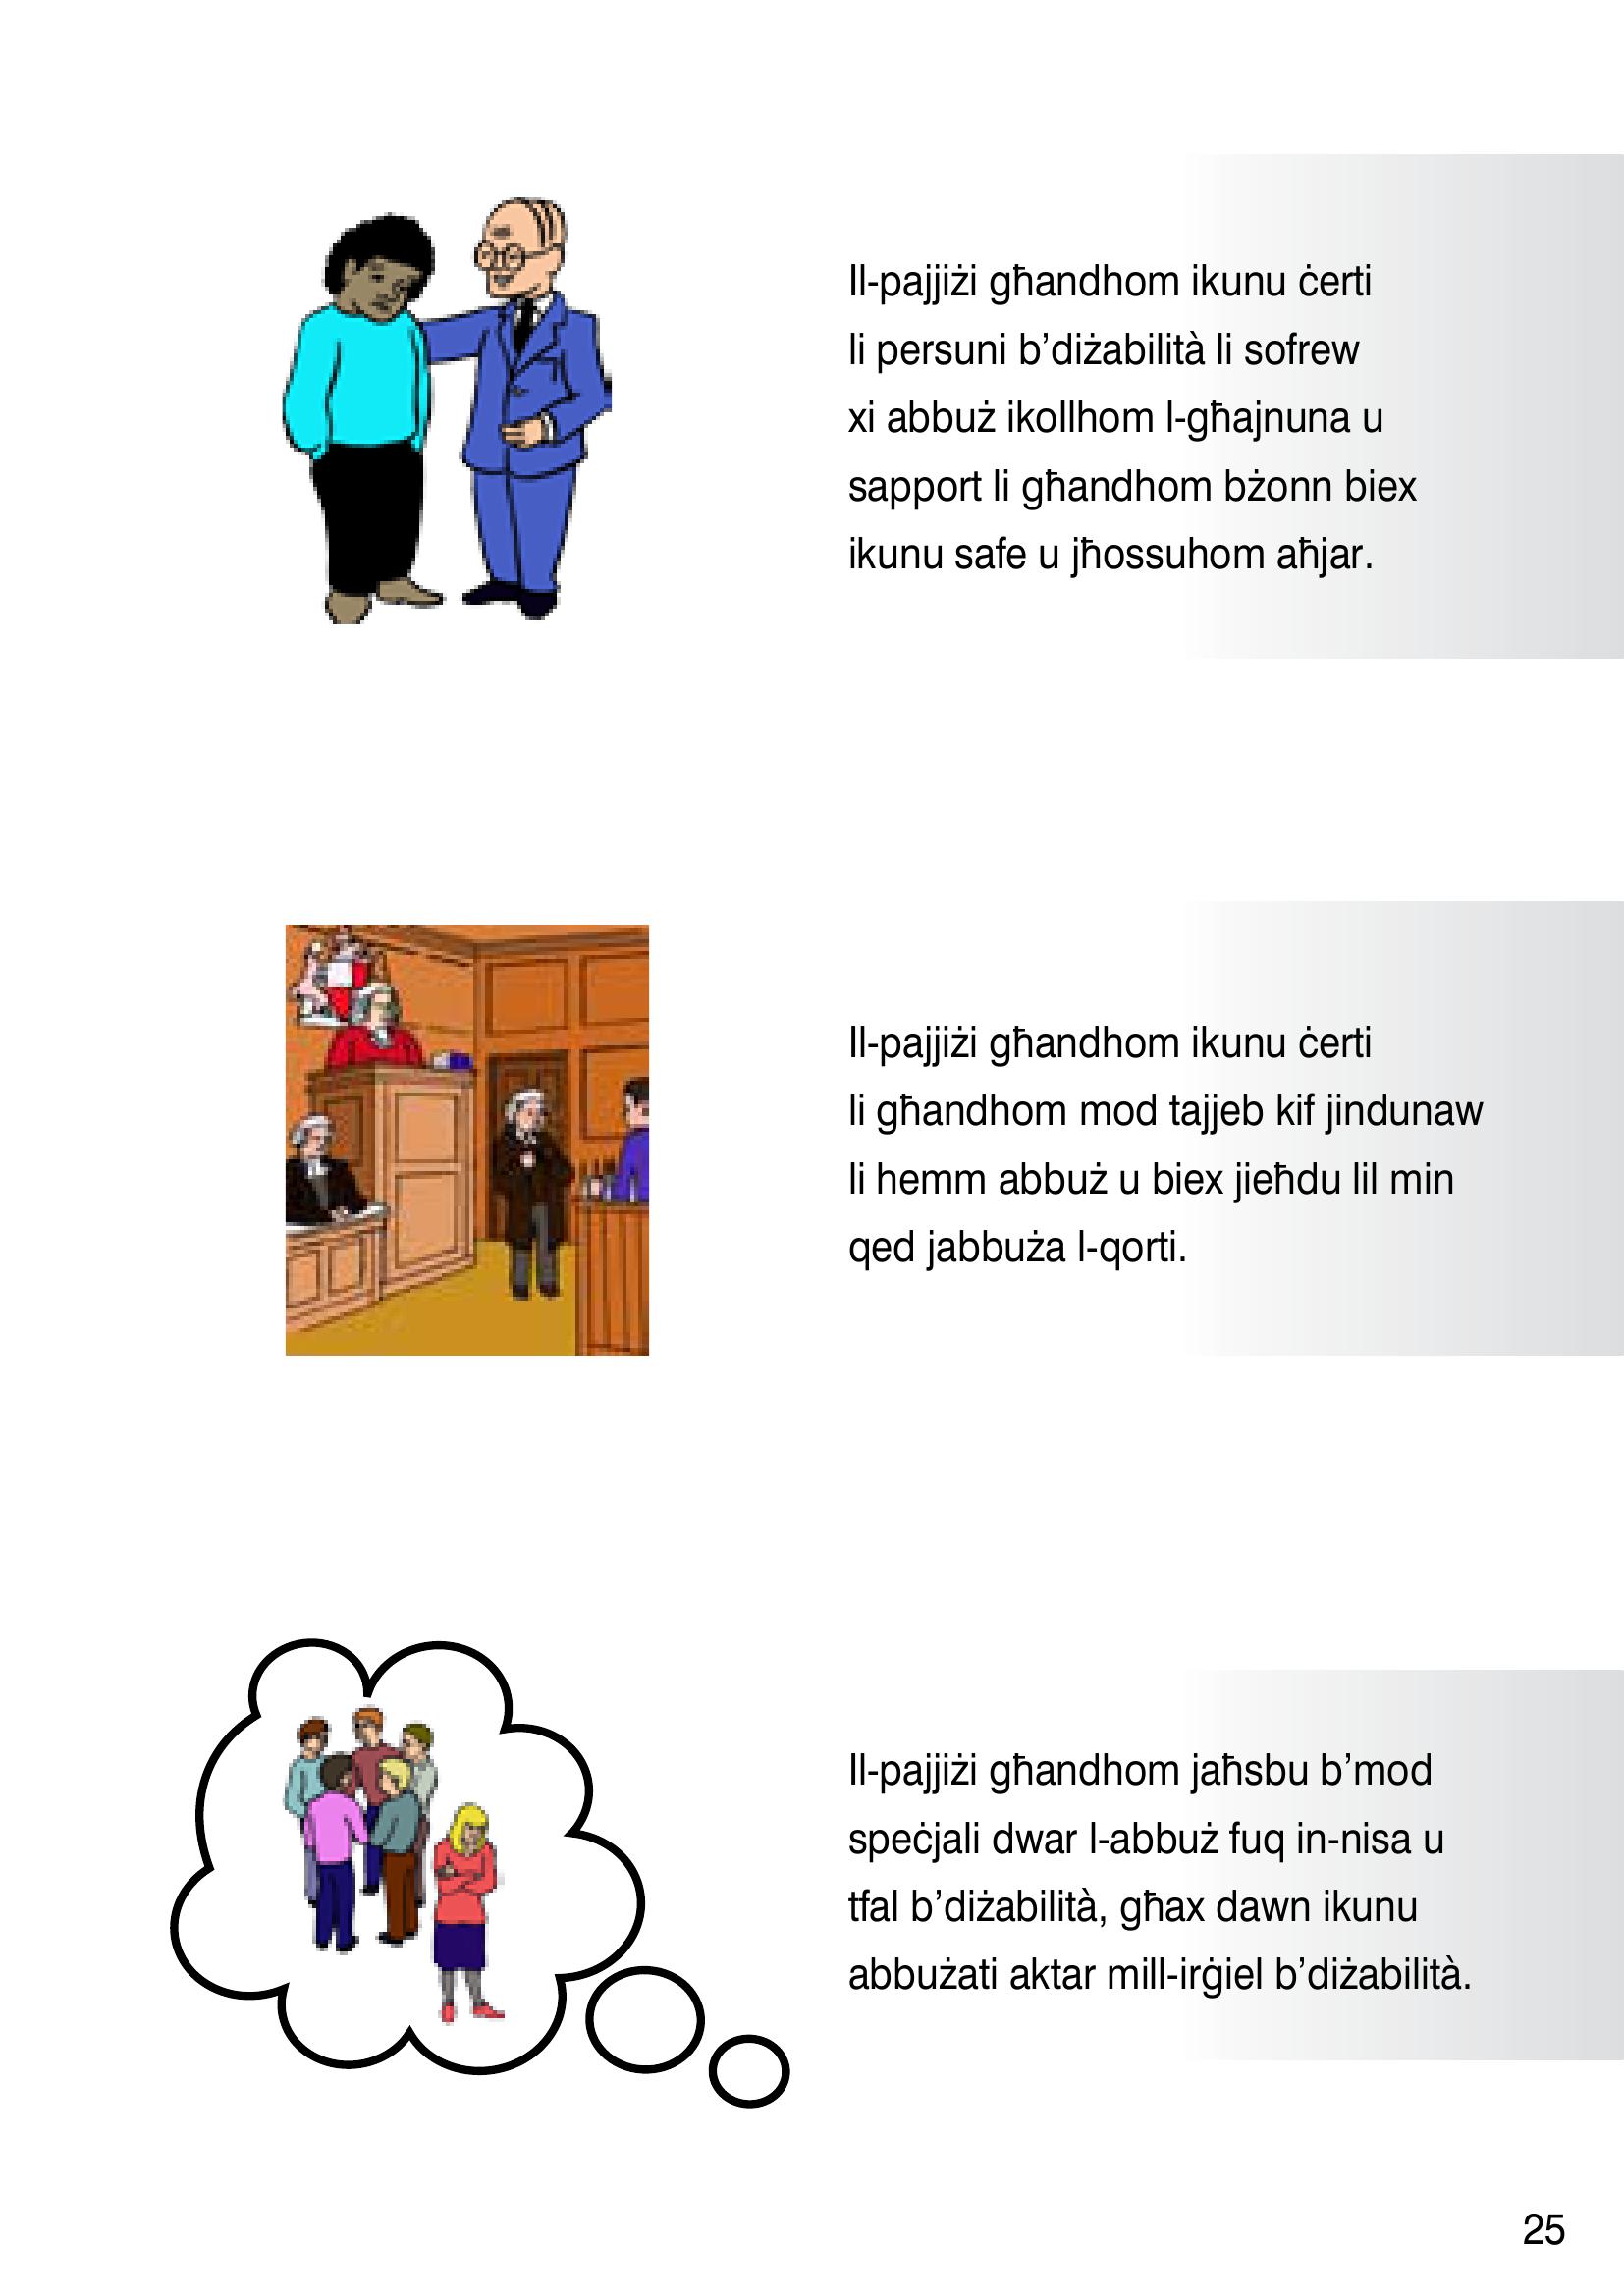 Il-pajjiżi għandhom ikunu ċerti
li persuni b’diżabilità li sofrew
xi abbuż ikollhom l-għajnuna u
sapport li għandhom bżonn biex
ikunu safe u jħossuhom aħjar.
Il-pajjiżi għandhom ikunu ċerti
li għandhom mod tajjeb kif jindunaw
li hemm abbuż u biex jieħdu lil min
qed jabbuża l-qorti.
Il-pajjiżi għandhom jaħsbu b’mod
speċjali dwar l-abbuż fuq in-nisa u
tfal b’diżabilità, għax dawn ikunu
abbużati aktar mill-irġiel b’diżabilità.
25